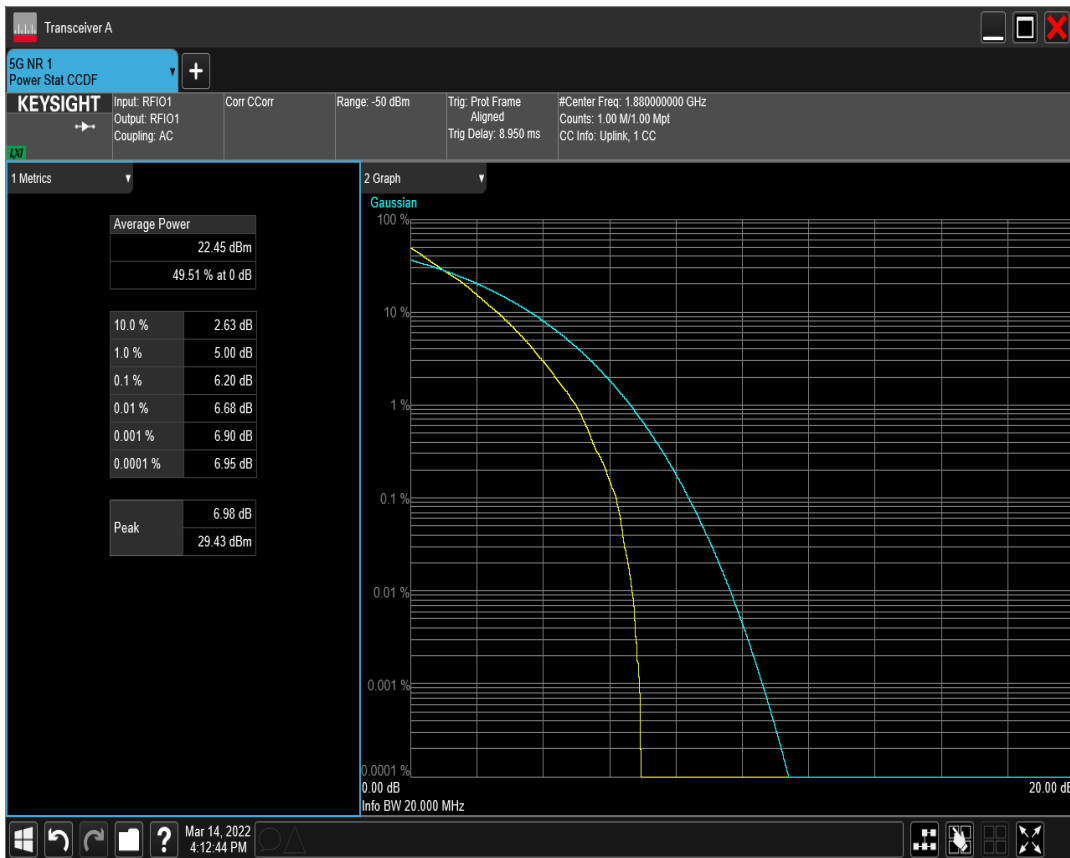 Transceiver A
5G NR 1
Power Stat CCDF
KEYSIGHT
LXI
Input: RFIO1
Output: RFIO1
Coupling: AC
Corr CCorr
Range: -50 dBm
Trig: Prot Frame
Aligned
Trig Delay: 8.950 ms
#Center Freq: 1.880000000 GHz
Counts: 1.00 M/1.00 Mpt
CC Info: Uplink, 1 CC
1 Metrics
Average Power
22.45 dBm
49.51 % at 0 dB
10.0 % 2.63 dB
1.0 % 5.00 dB
0.1 % 6.20 dB
0.01 % 6.68 dB
0.001 % 6.90 dB
0.0001 % 6.95 dB
Peak
6.98 dB
29.43 dBm
2 Graph
Gaussian
100 %
10 %
1 %
0.1 %
0.01 %
0.001 %
0.0001 %
0.00 dB 20.00 dB
Info BW 20.000 MHz
Mar 14, 2022
4:12:44 PM